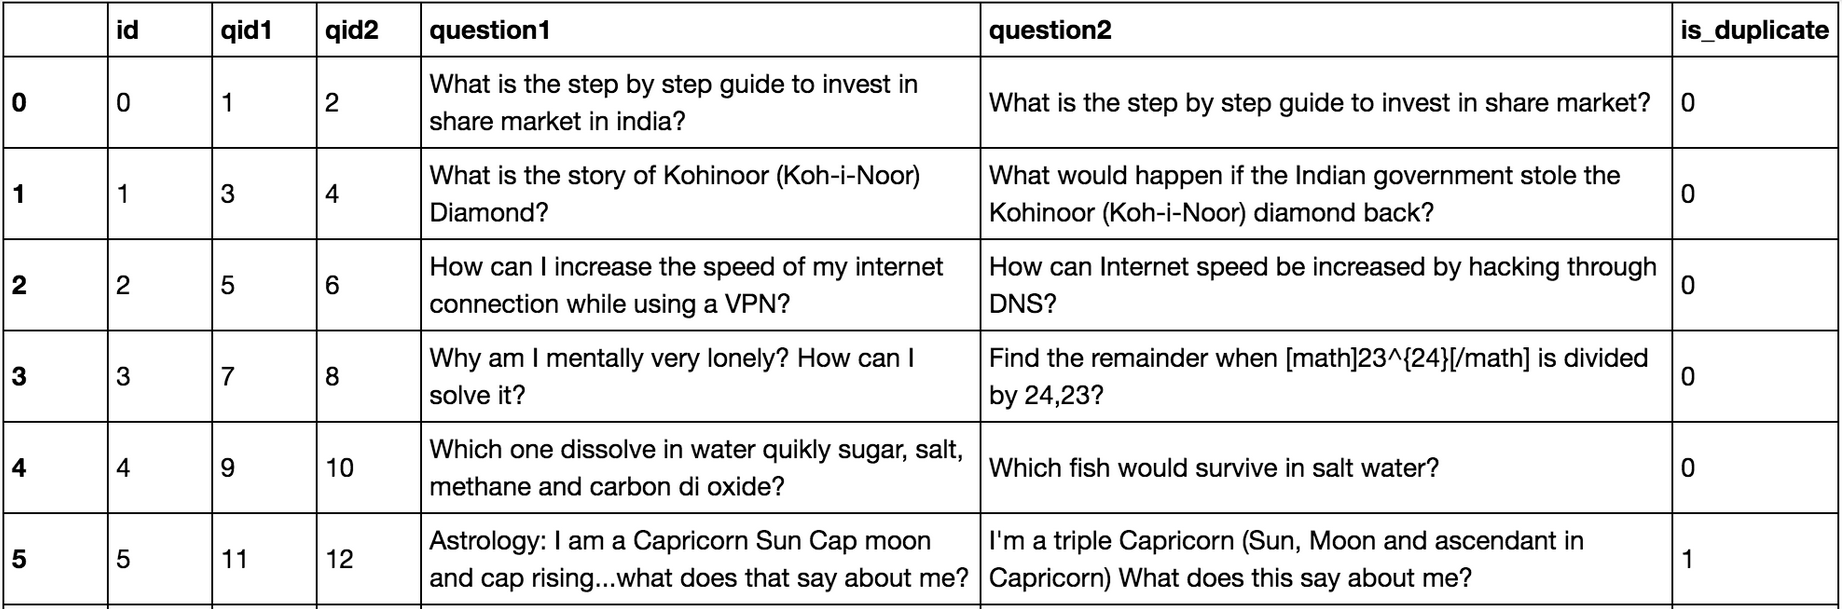 id qid1 qid2 question1 question2 is_duplicate
0 0 1 2 What is the step by step guide to invest in
share market in india? What is the step by step guide to invest in share market? 0
1 1 3 4 What is the story of Kohinoor (Koh-i-Noor)
Diamond? What would happen if the Indian government stole the
Kohinoor (Koh-i-Noor) diamond back? 0
2 2 5 6 How can I increase the speed of my internet
connection while using a VPN? How can Internet speed be increased by hacking through
DNS? 0
3 3 7 8 Why am I mentally very lonely? How can I
solve it? Find the remainder when [math]23^{24}[/math] is divided
by 24,23? 0
4 4 9 10 Which one dissolve in water quikly sugar, salt,
methane and carbon di oxide? Which fish would survive in salt water? 0
5 5 11 12 Astrology: I am a Capricorn Sun Cap moon
and cap rising...what does that say about me? I'm a triple Capricorn (Sun, Moon and ascendant in
Capricorn) What does this say about me? 1